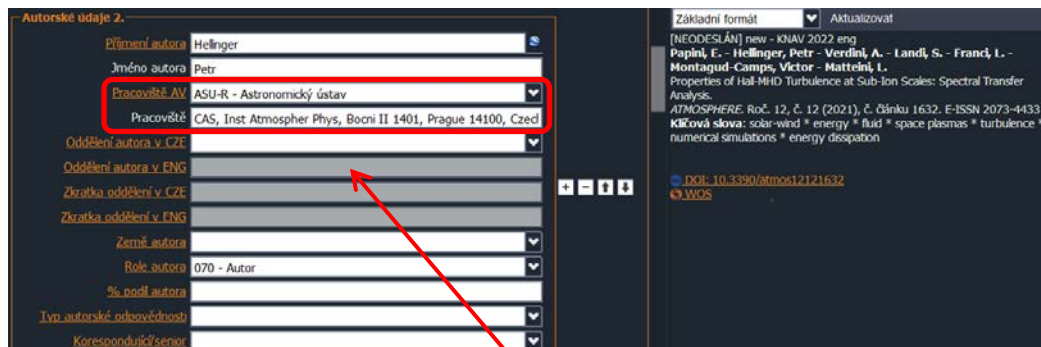 Autorské údaje 2.
Příjmení autora Hellinger
Jméno autora Petr
Pracoviště AV ASU-R - Astronomický ústav
Pracoviště CAS, Inst Atmospher Phys, Bocni II 1401, Prague 14100, Czecl
Oddělení autora v CZE
Oddělení autora v ENG
Zkratka oddělení v CZE
Zkratka oddělení v ENG
Země autora
Role autora 070 - Autor
% podíl autora
Typ autorské odpovědnosti
Korespondující/senior
Základní formát Aktualizovat
[NEODESLÁN] new - KNAV 2022 eng
Papini, E. - Hellinger, Petr - Verdini, A. - Landi, S. - Franci, L. -
Montagud-Camps, Victor - Matteini, L.
Properties of Hall-MHD Turbulence at Sub-Ion Scales: Spectral Transfer
Analysis.
ATMOSPHERE. Roč. 12, č. 12 (2021), č. článku 1632. E-ISSN 2073-4433
Klíčová slova: solar-wind * energy * fluid * space plasmas * turbulence *
numerical simulations * energy dissipation
DOI: 10.3390/atmos12121632
WOS